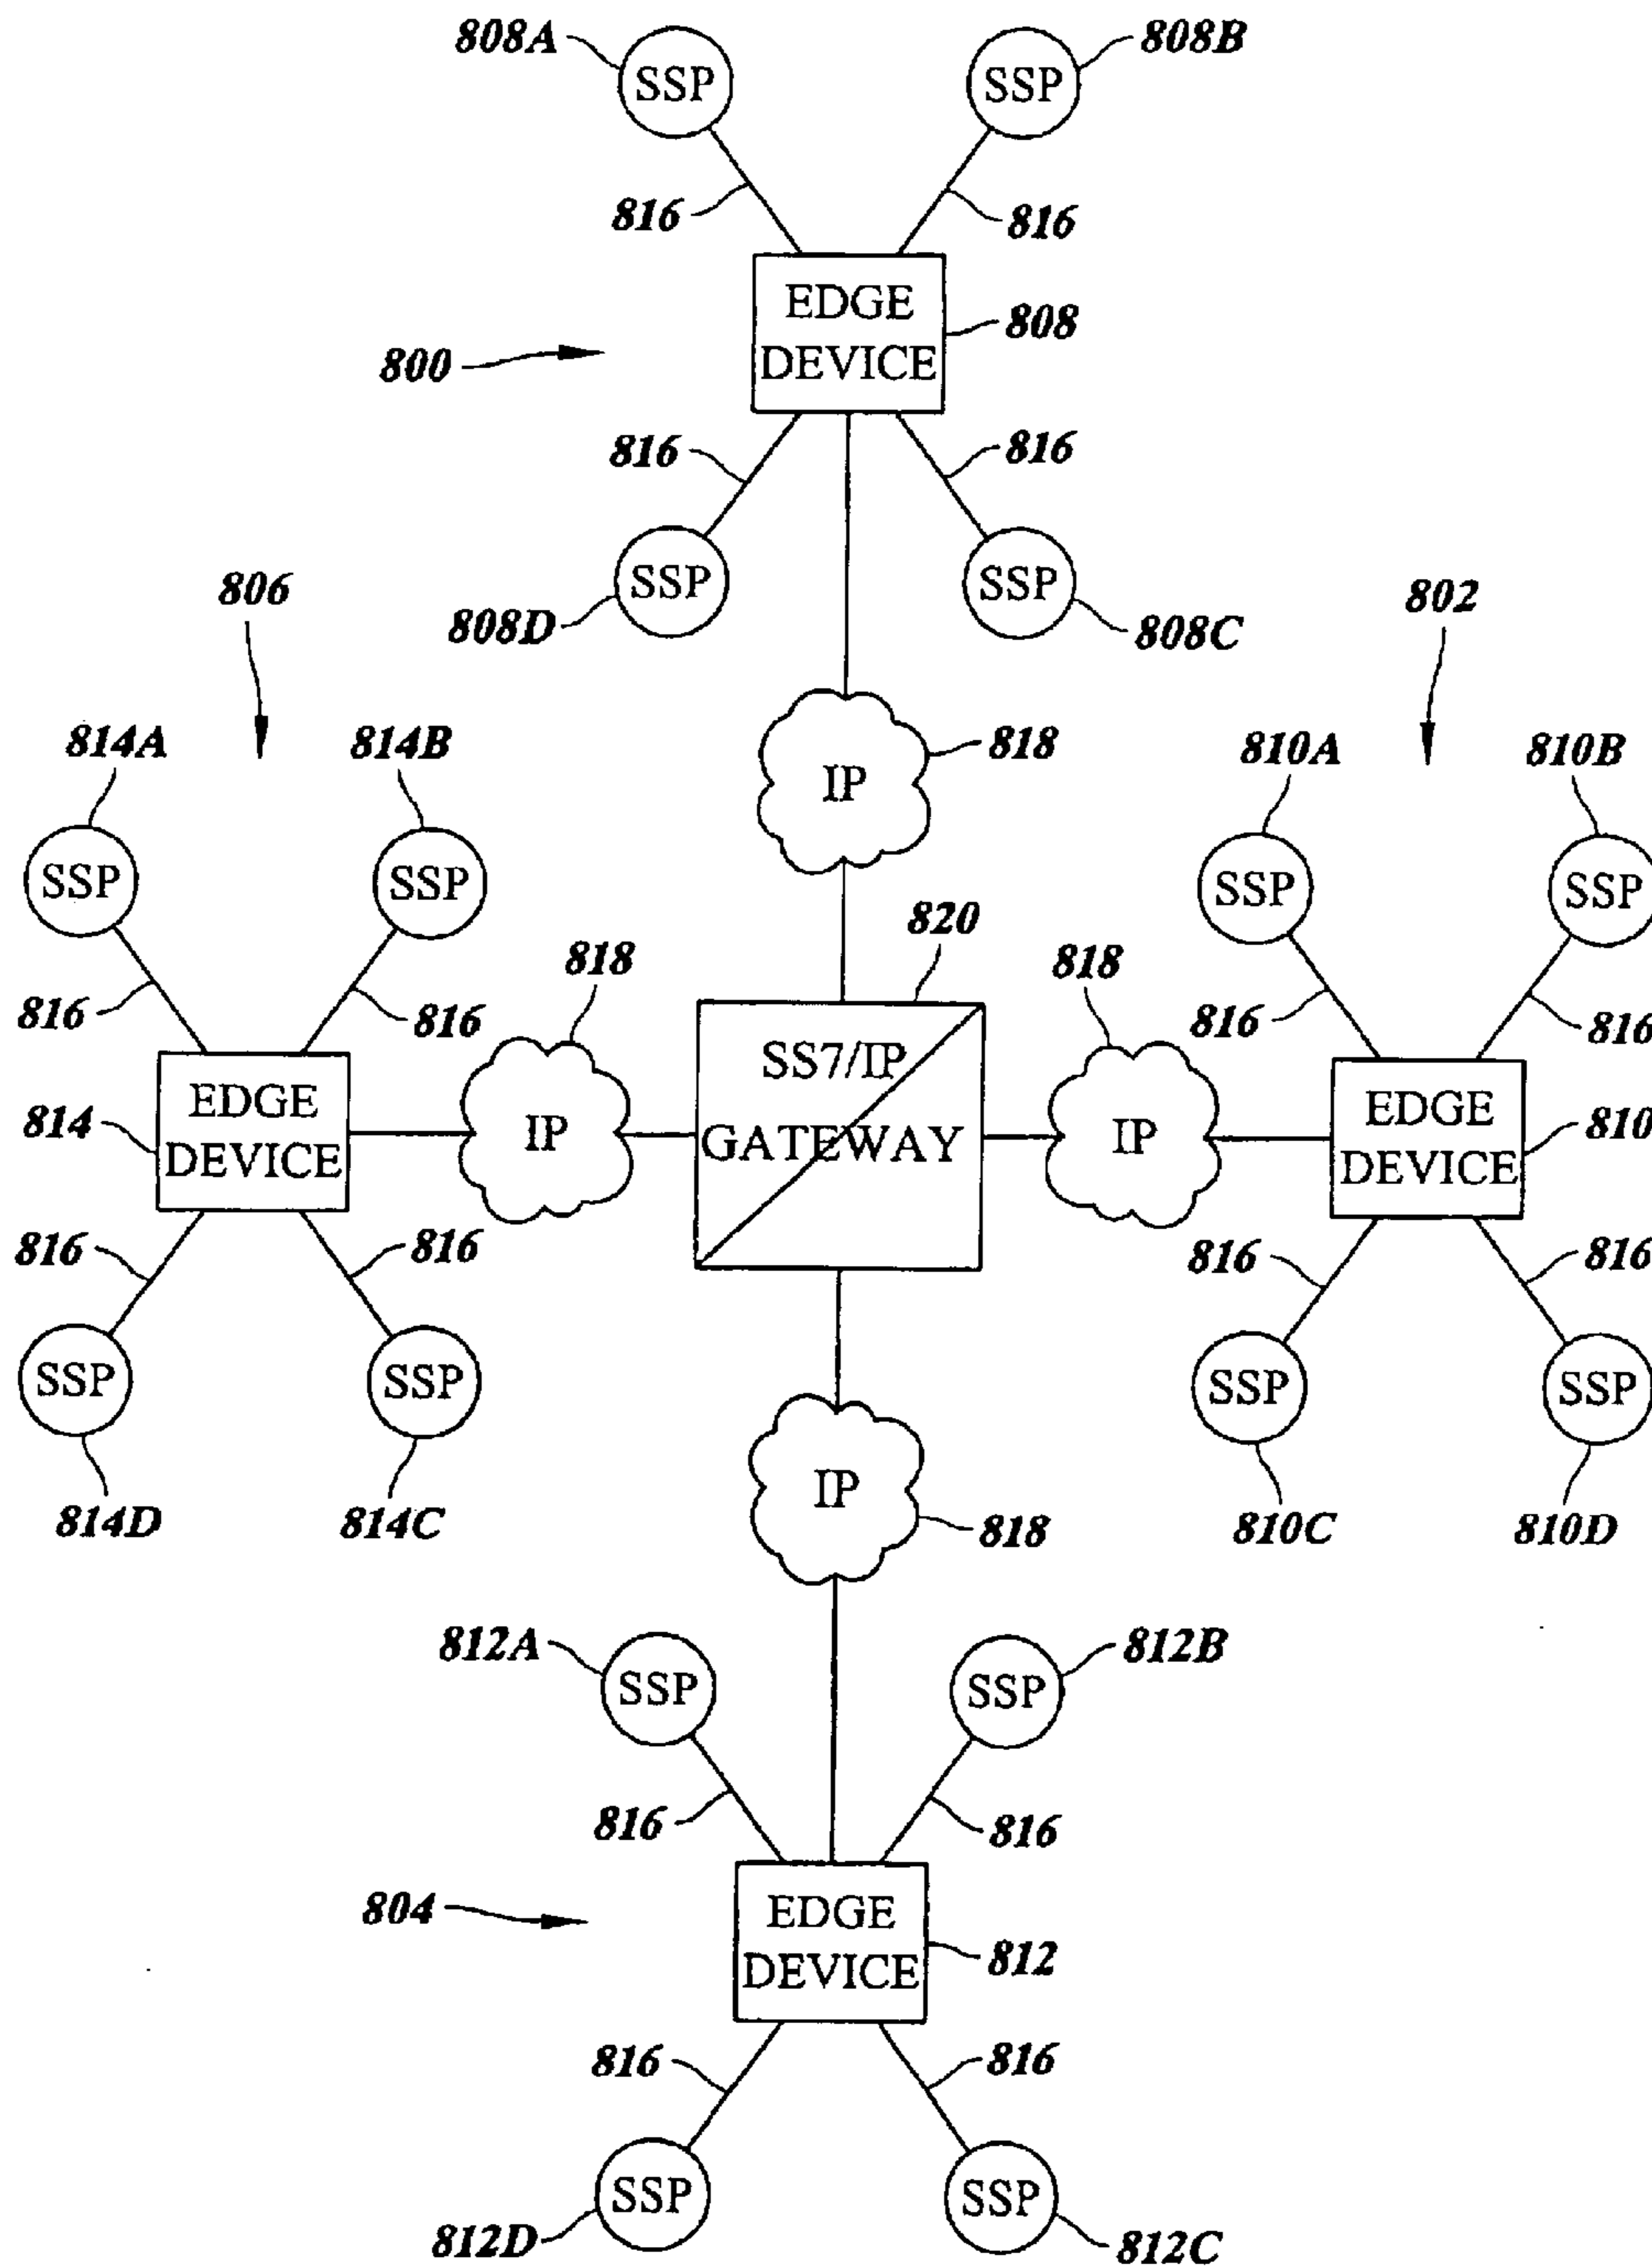 808A
SSP
SSP
808B
816
816
EDGE
DEVICE
808
800
816
816
SSP
SSP
808D
808C
806
802
IP
818
814A
814B
810A
810B
SSP
SSP
SSP
SSP
816
816
818
820
818
816
816
EDGE
DEVICE
814
IP
SS7/IP
GATEWAY
IP
EDGE
DEVICE
810
816
816
816
816
SSP
SSP
SSP
SSP
814D
814C
810C
810D
IP
818
812A
SSP
SSP
812B
816
816
804
EDGE
DEVICE
812
816
816
SSP
SSP
812D
812C